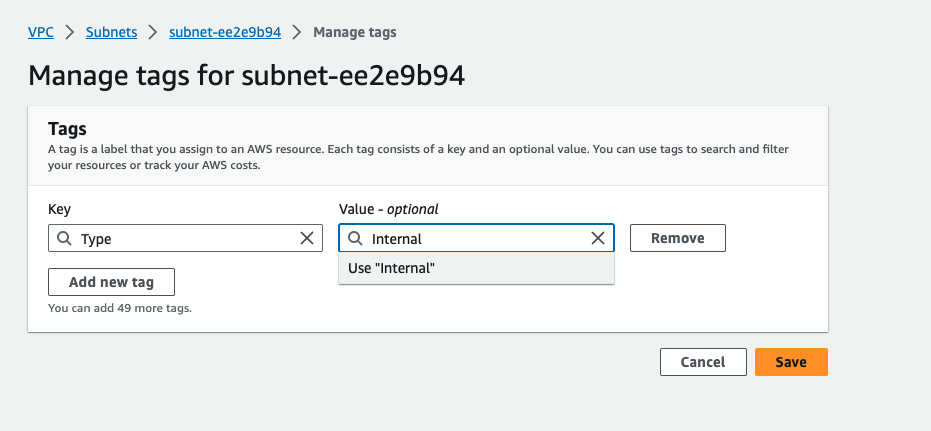 VPC > Subnets > subnet-ee2e9b94 > Manage tags
Manage tags for subnet-ee2e9b94
Tags
A tag is a label that you assign to an AWS resource. Each tag consists of a key and an optional value. You can use tags to search and filter
your resources or track your AWS costs.
Key
Value - optional
Type
Internal
Remove
Use "Internal"
Add new tag
You can add 49 more tags.
Cancel
Save